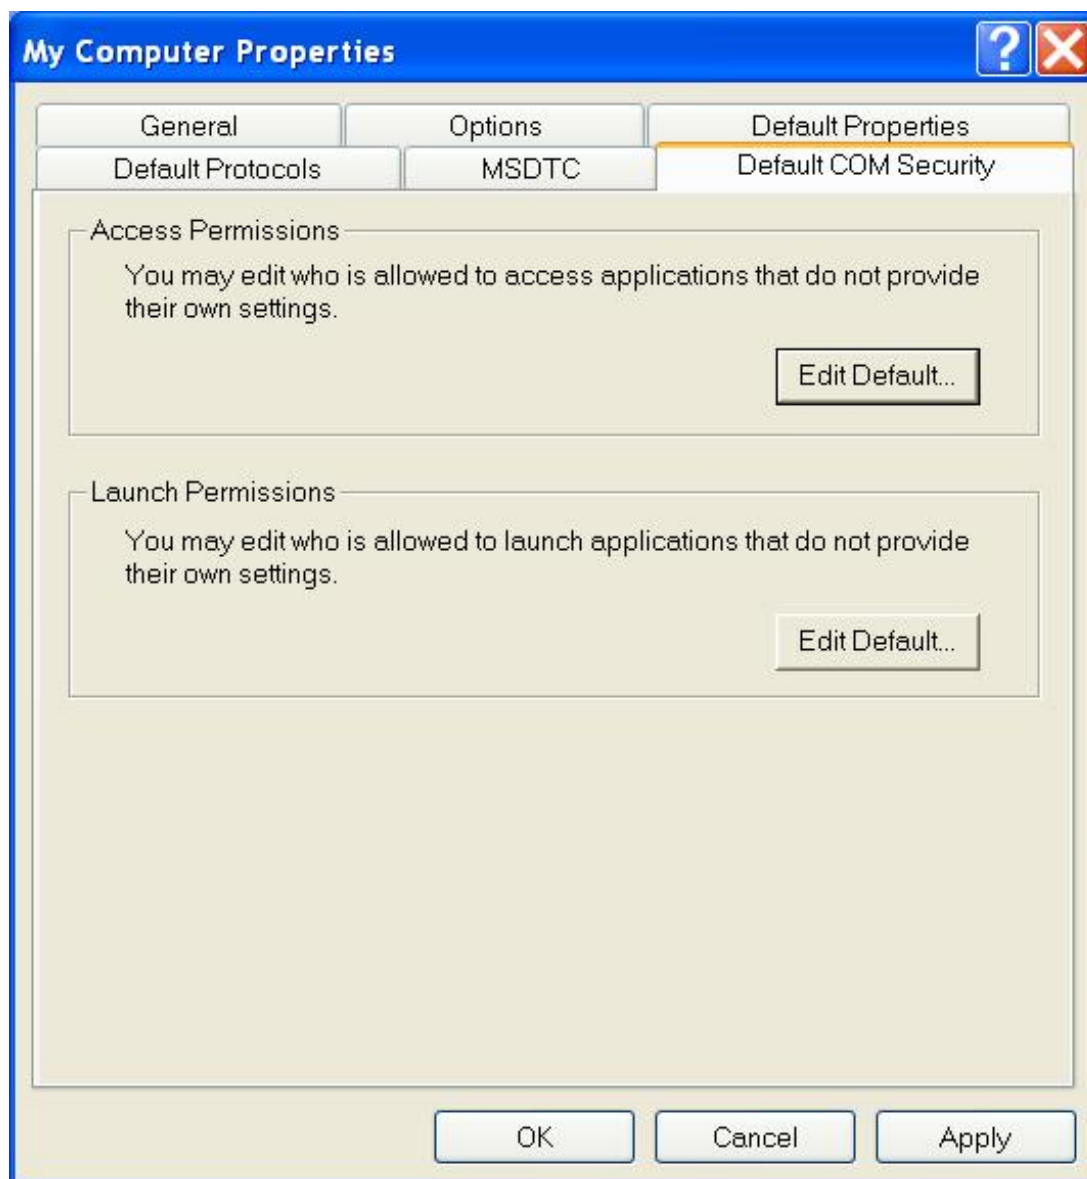 My Computer Properties
?
General Options Default Properties
Default Protocols MSDTC Default COM Security
Access Permissions
You may edit who is allowed to access applications that do not provide
their own settings.
Edit Default...
Launch Permissions
You may edit who is allowed to launch applications that do not provide
their own settings.
Edit Default...
OK Cancel Apply